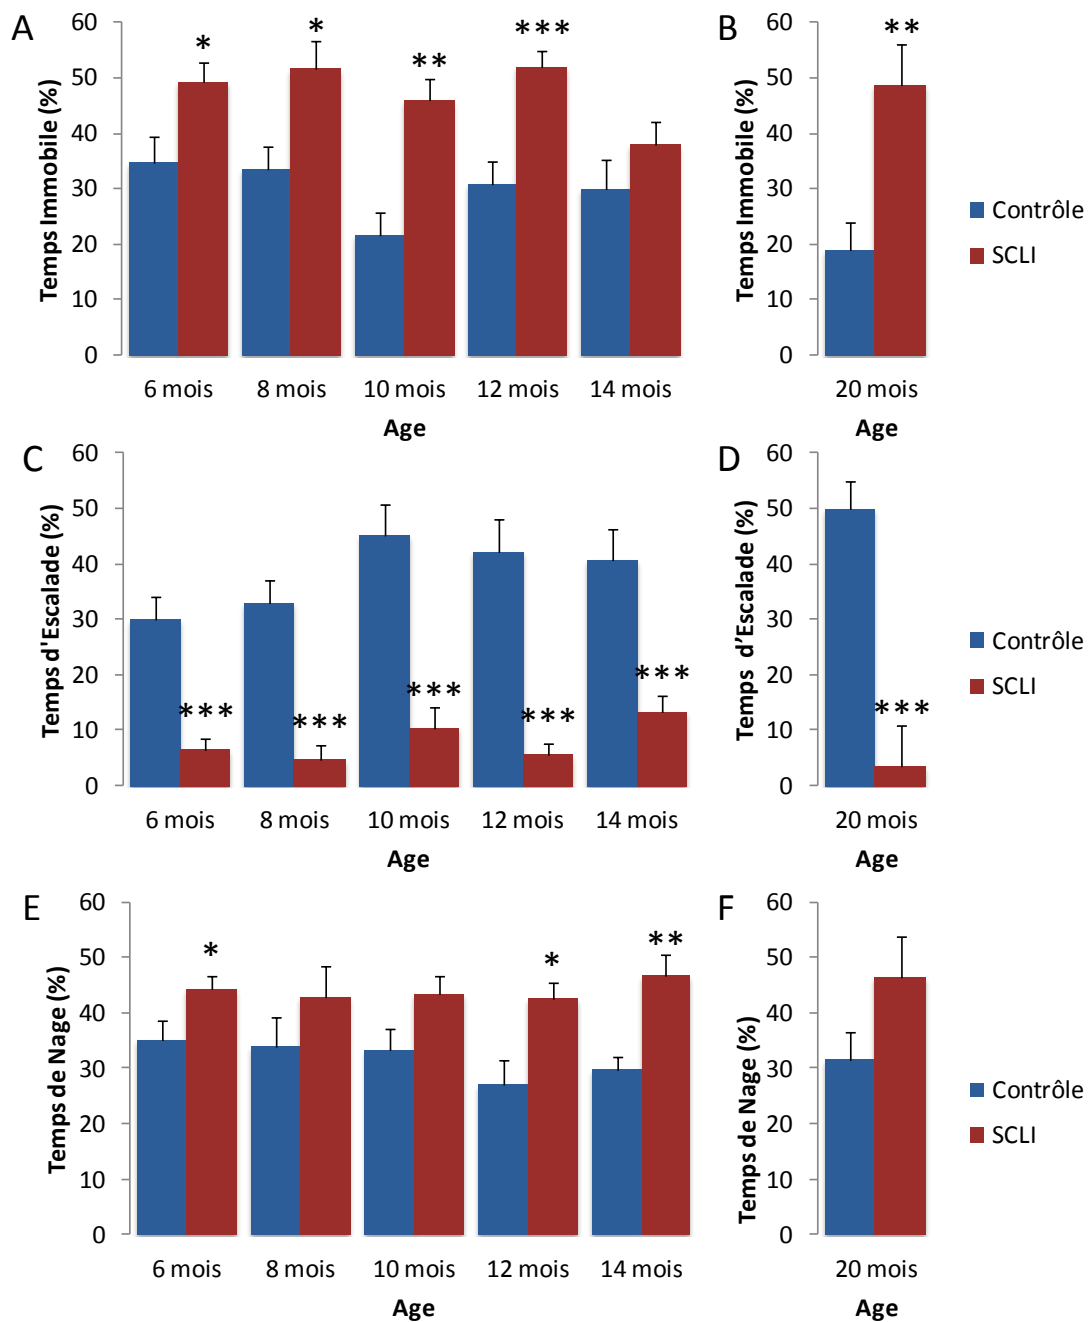 A
Temps Immobile (%)
60
50
40
30
20
10
0
*
*
**
***
6 mois
8 mois
10 mois
12 mois
14 mois
Age
B
Temps Immobile (%)
60
50
40
30
20
10
0
**
20 mois
Age
Contrôle
SCLI
C
Temps d'Escalade (%)
60
50
40
30
20
10
0
***
***
***
***
***
6 mois
8 mois
10 mois
12 mois
14 mois
Age
D
Temps d’Escalade (%)
60
50
40
30
20
10
0
***
20 mois
Age
Contrôle
SCLI
E
Temps de Nage (%)
60
50
40
30
20
10
0
*
*
**
6 mois
8 mois
10 mois
12 mois
14 mois
Age
F
Temps de Nage (%)
60
50
40
30
20
10
0
20 mois
Age
Contrôle
SCLI